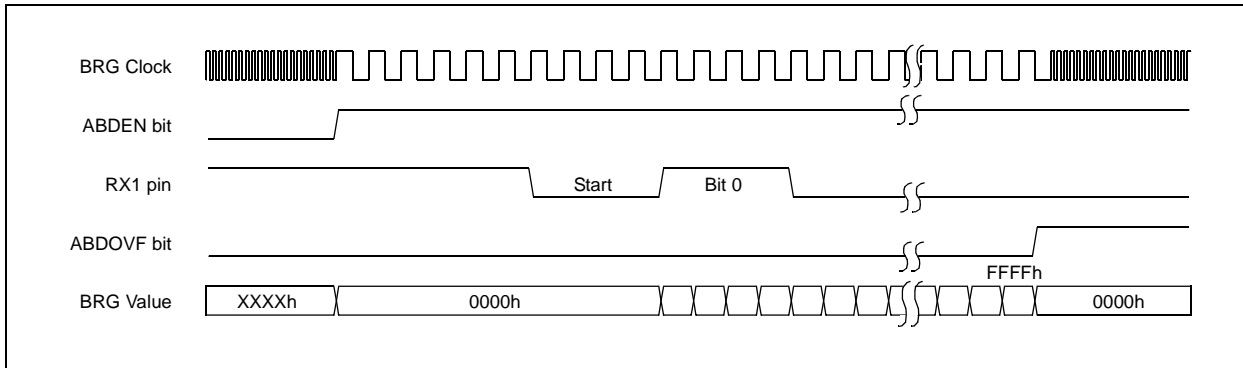 BRG Clock
ABDEN bit
RX1 pin
Start
Bit 0
ABDOVF bit
FFFFh
BRG Value
XXXXh
0000h
0000h